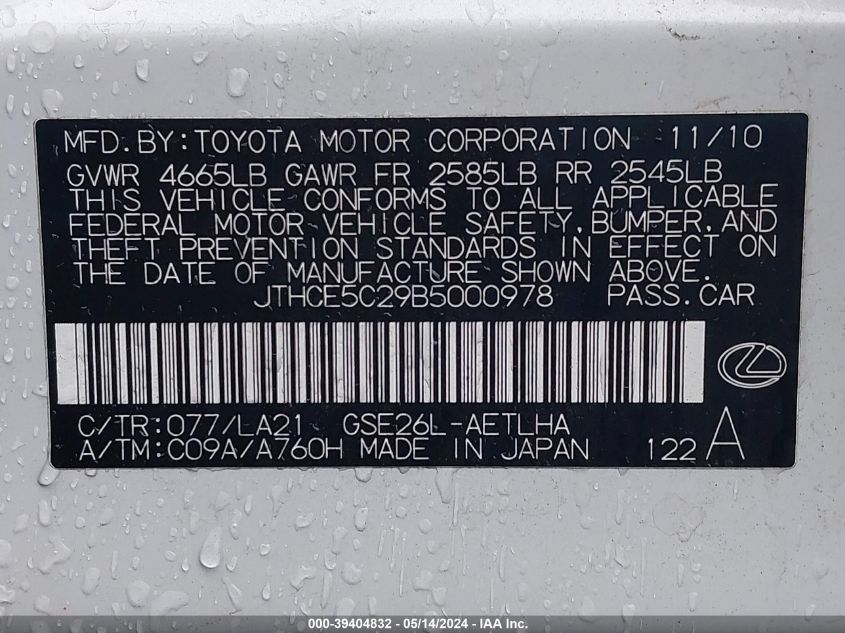 MFD.BY:TOYOTA MOTOR CORPORATION 11/10
GVWR 4665LB GAWR FR 2585LB RR 2545LB
THIS VEHICLE CONFORMS TO ALL APPLICABLE
FEDERAL MOTOR VEHICLE SAFETY,BUMPER,AND
THEFT PREVENTION STANDARDS IN EFFECT ON
THE DATE OF MANUFACTURE SHOWN ABOVE.
JTHCE5C29B5000978 PASS.CAR
C/TR:077/LA21 GSE26L-AETLHA
A/TM:C09A/A760H MADE IN JAPAN 122 A
000-39404832 - 05/14/2024 - IAA Inc.